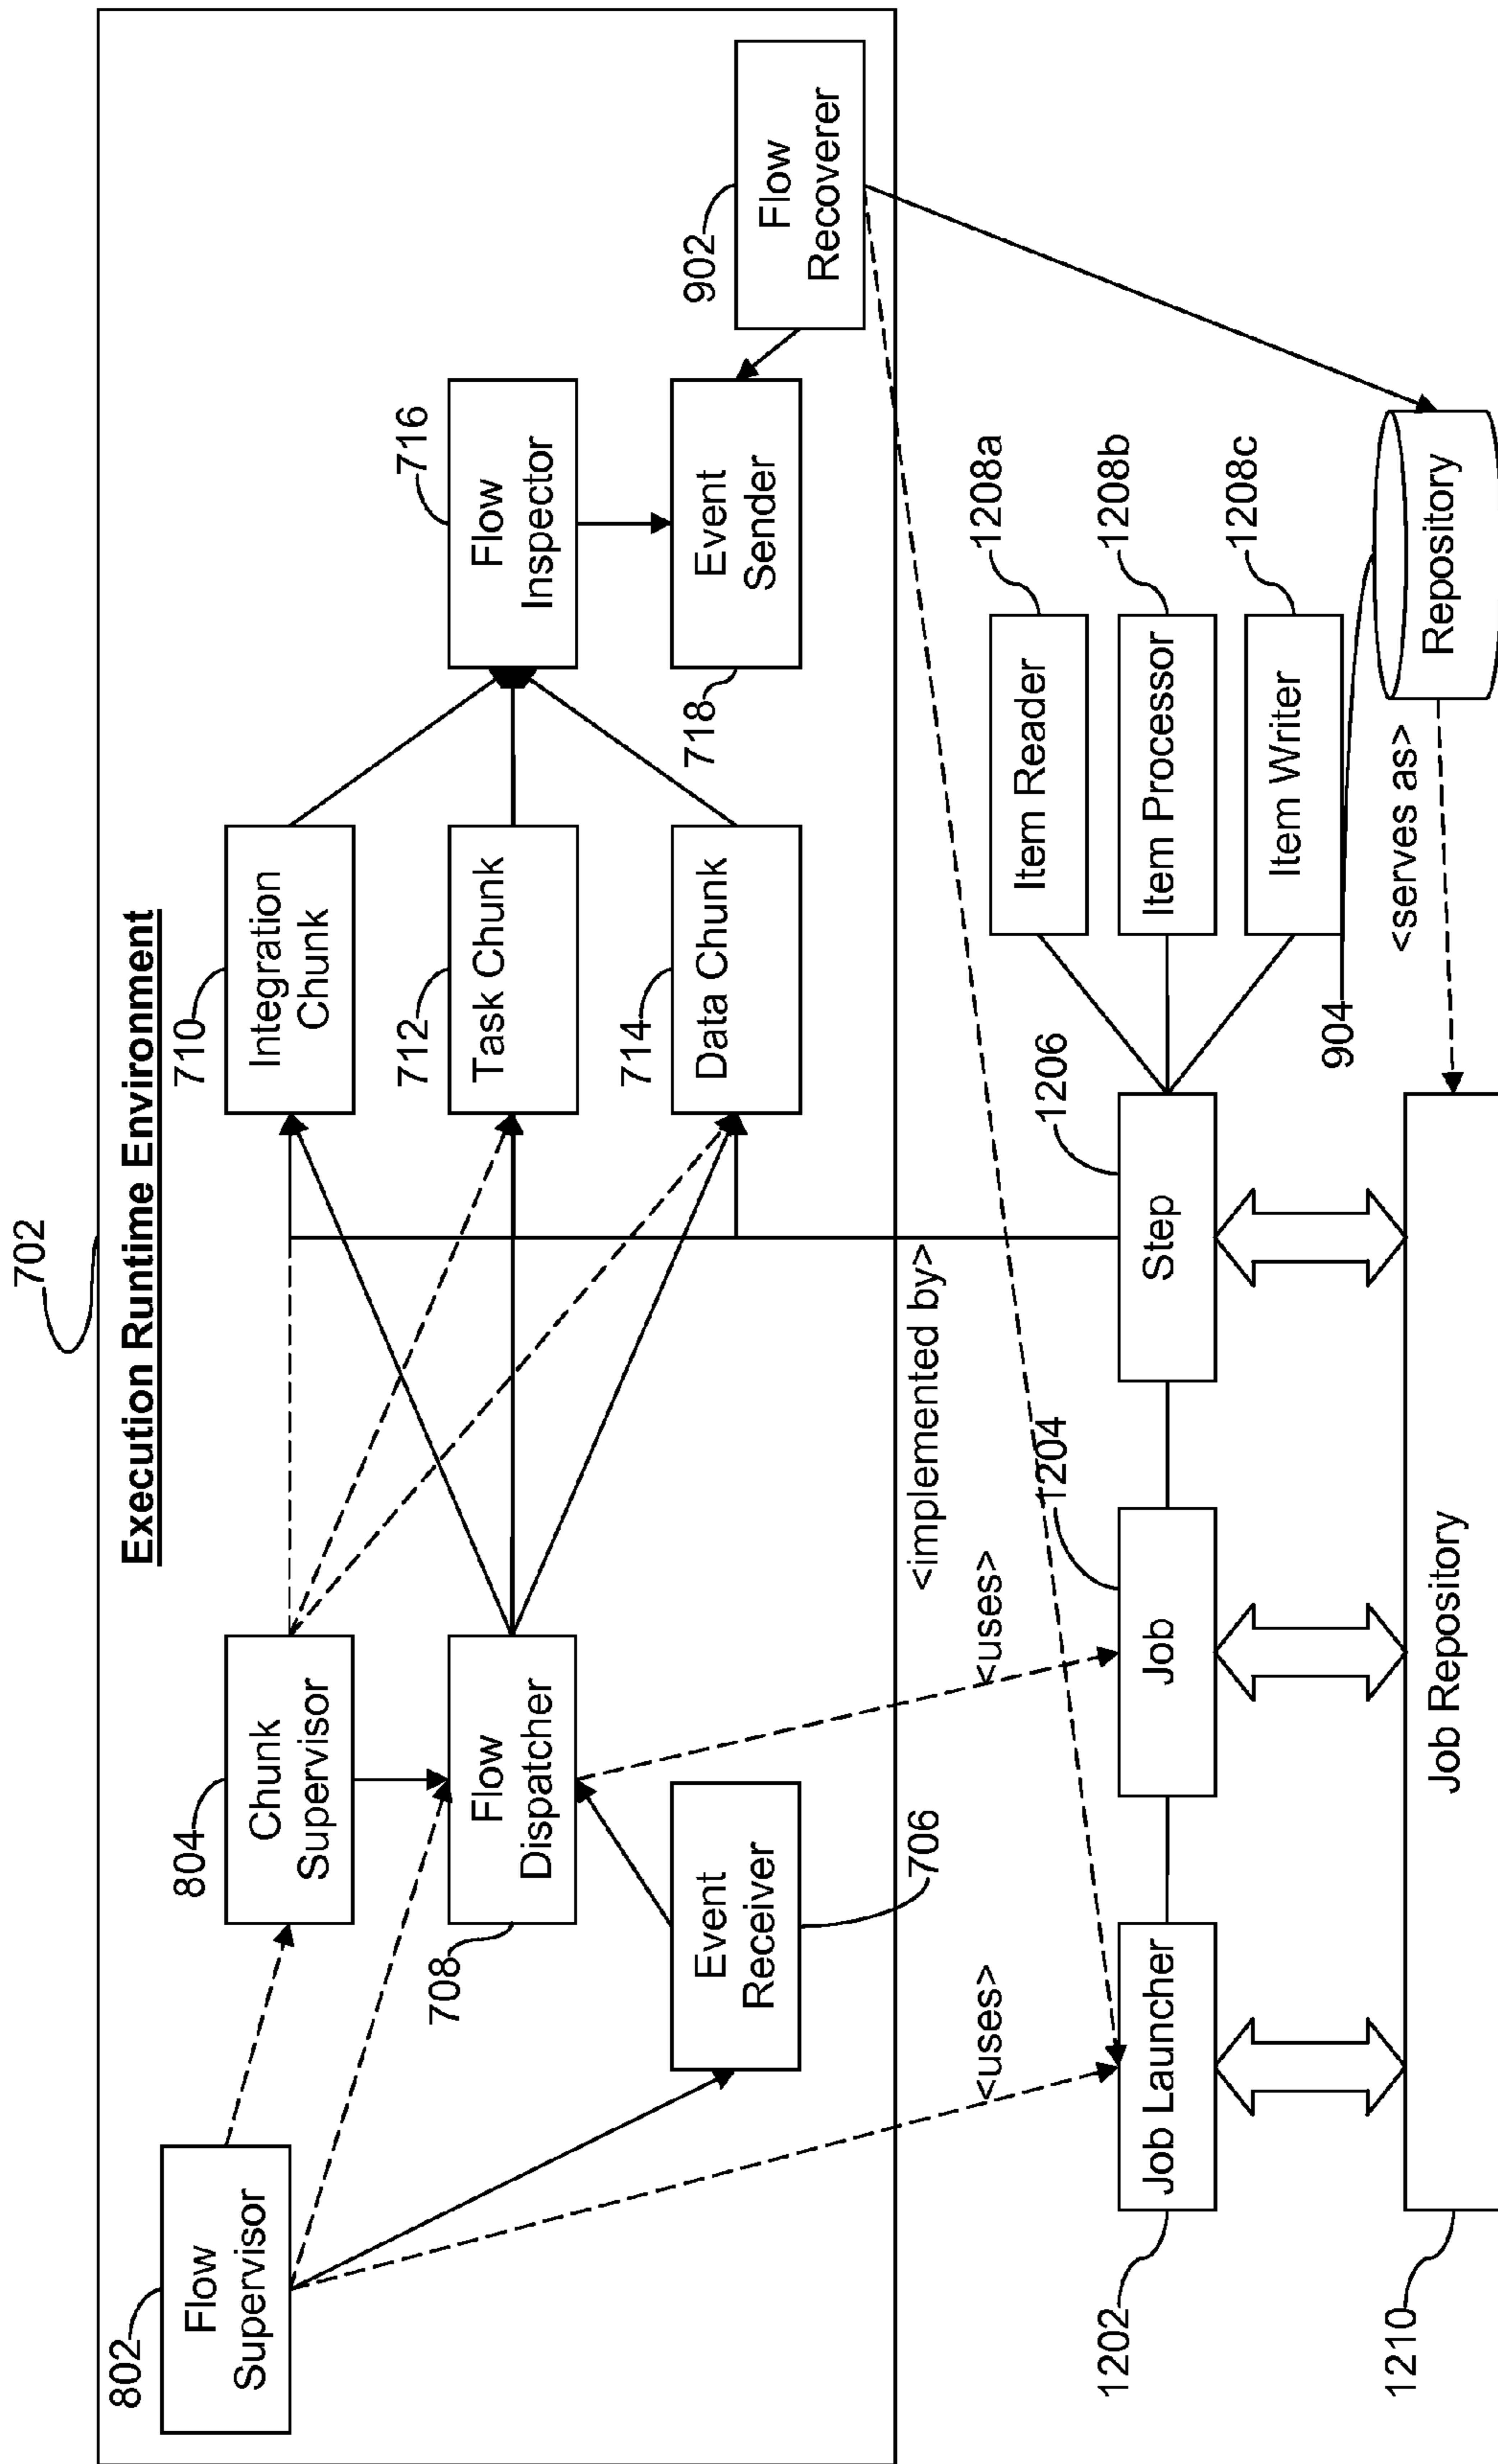 702
Execution Runtime Environment
802
Flow
Supervisor
804
Chunk
Supervisor
708
Flow
Dispatcher
Event
Receiver
706
710
Integration
Chunk
712
Task Chunk
714
Data Chunk
716
Flow
Inspector
718
Event
Sender
902
Flow
Recoverer
<uses>
<uses>
<implemented by>
1202
Job Launcher
1204
Job
1206
Step
Item Reader
1208a
Item Processor
1208b
Item Writer
1208c
904
Repository
<serves as>
1210
Job Repository